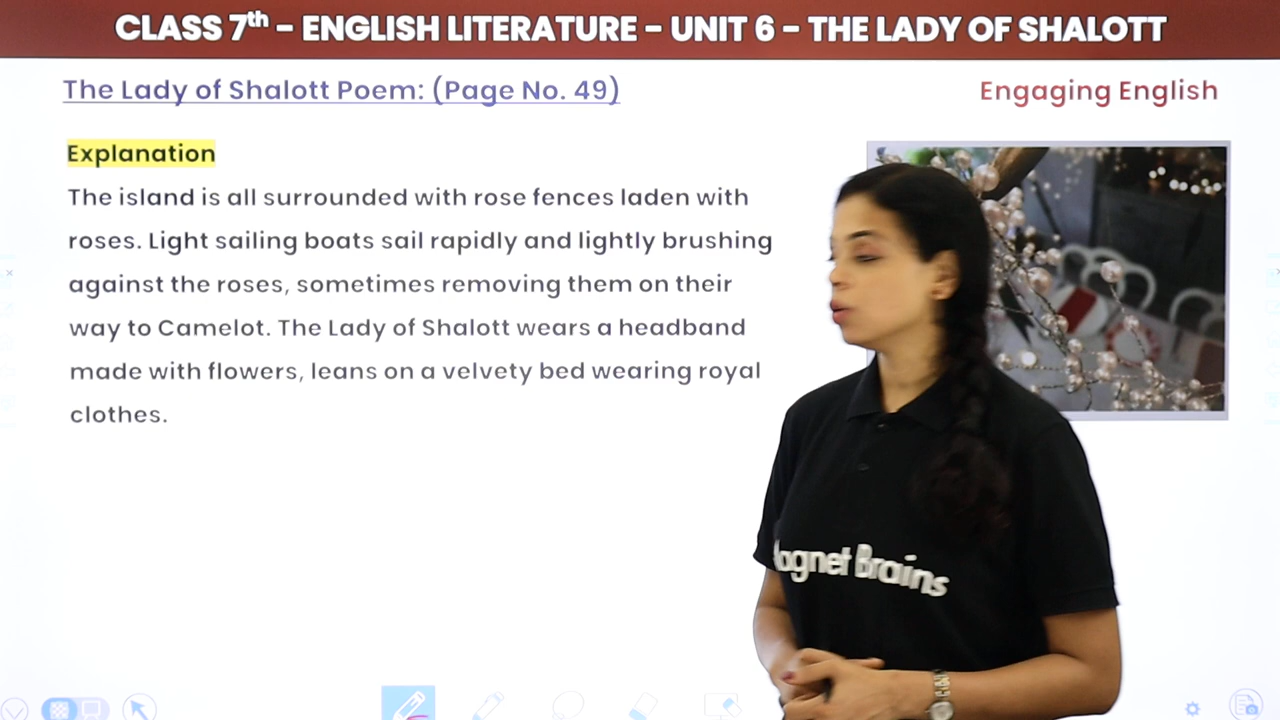 CLASS 7th – ENGLISH LITERATURE – UNIT 6 – THE LADY OF SHALOTT
The Lady of Shalott Poem: (Page No. 49)
Engaging English
Explanation
The island is all surrounded with rose fences laden with
roses. Light sailing boats sail rapidly and lightly brushing
against the roses, sometimes removing them on their
way to Camelot. The Lady of Shalott wears a headband
made with flowers, leans on a velvety bed wearing royal
clothes.
Magnet Brains